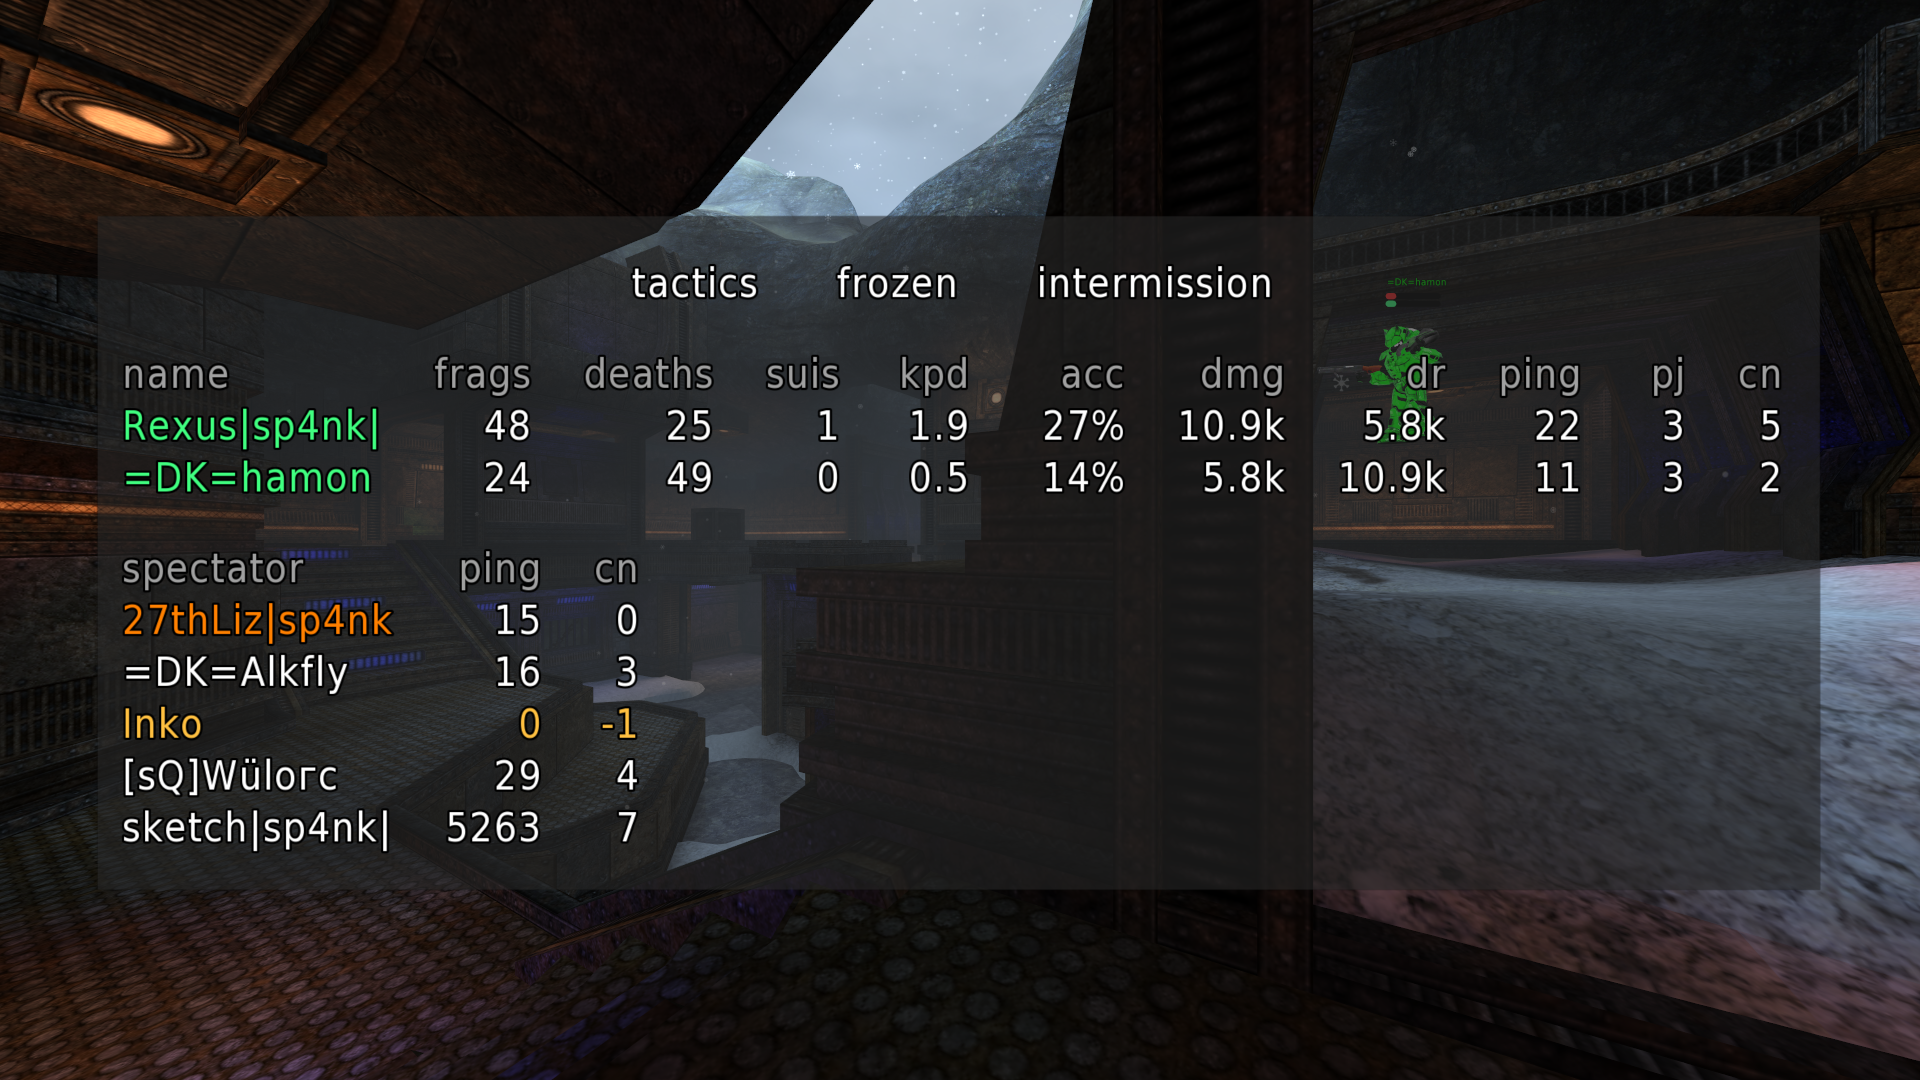 tactics frozen intermission
=DK=hamon
name frags deaths suis kpd acc dmg dr ping pj cn
Rexus|sp4nk| 48 25 1 1.9 27% 10.9k 5.8k 22 3 5
=DK=hamon 24 49 0 0.5 14% 5.8k 10.9k 11 3 2
spectator ping cn
27thLiz|sp4nk 15 0
=DK=Alkfly 16 3
Inko 0 -1
[sQ]Wülorc 29 4
sketch|sp4nk| 5263 7